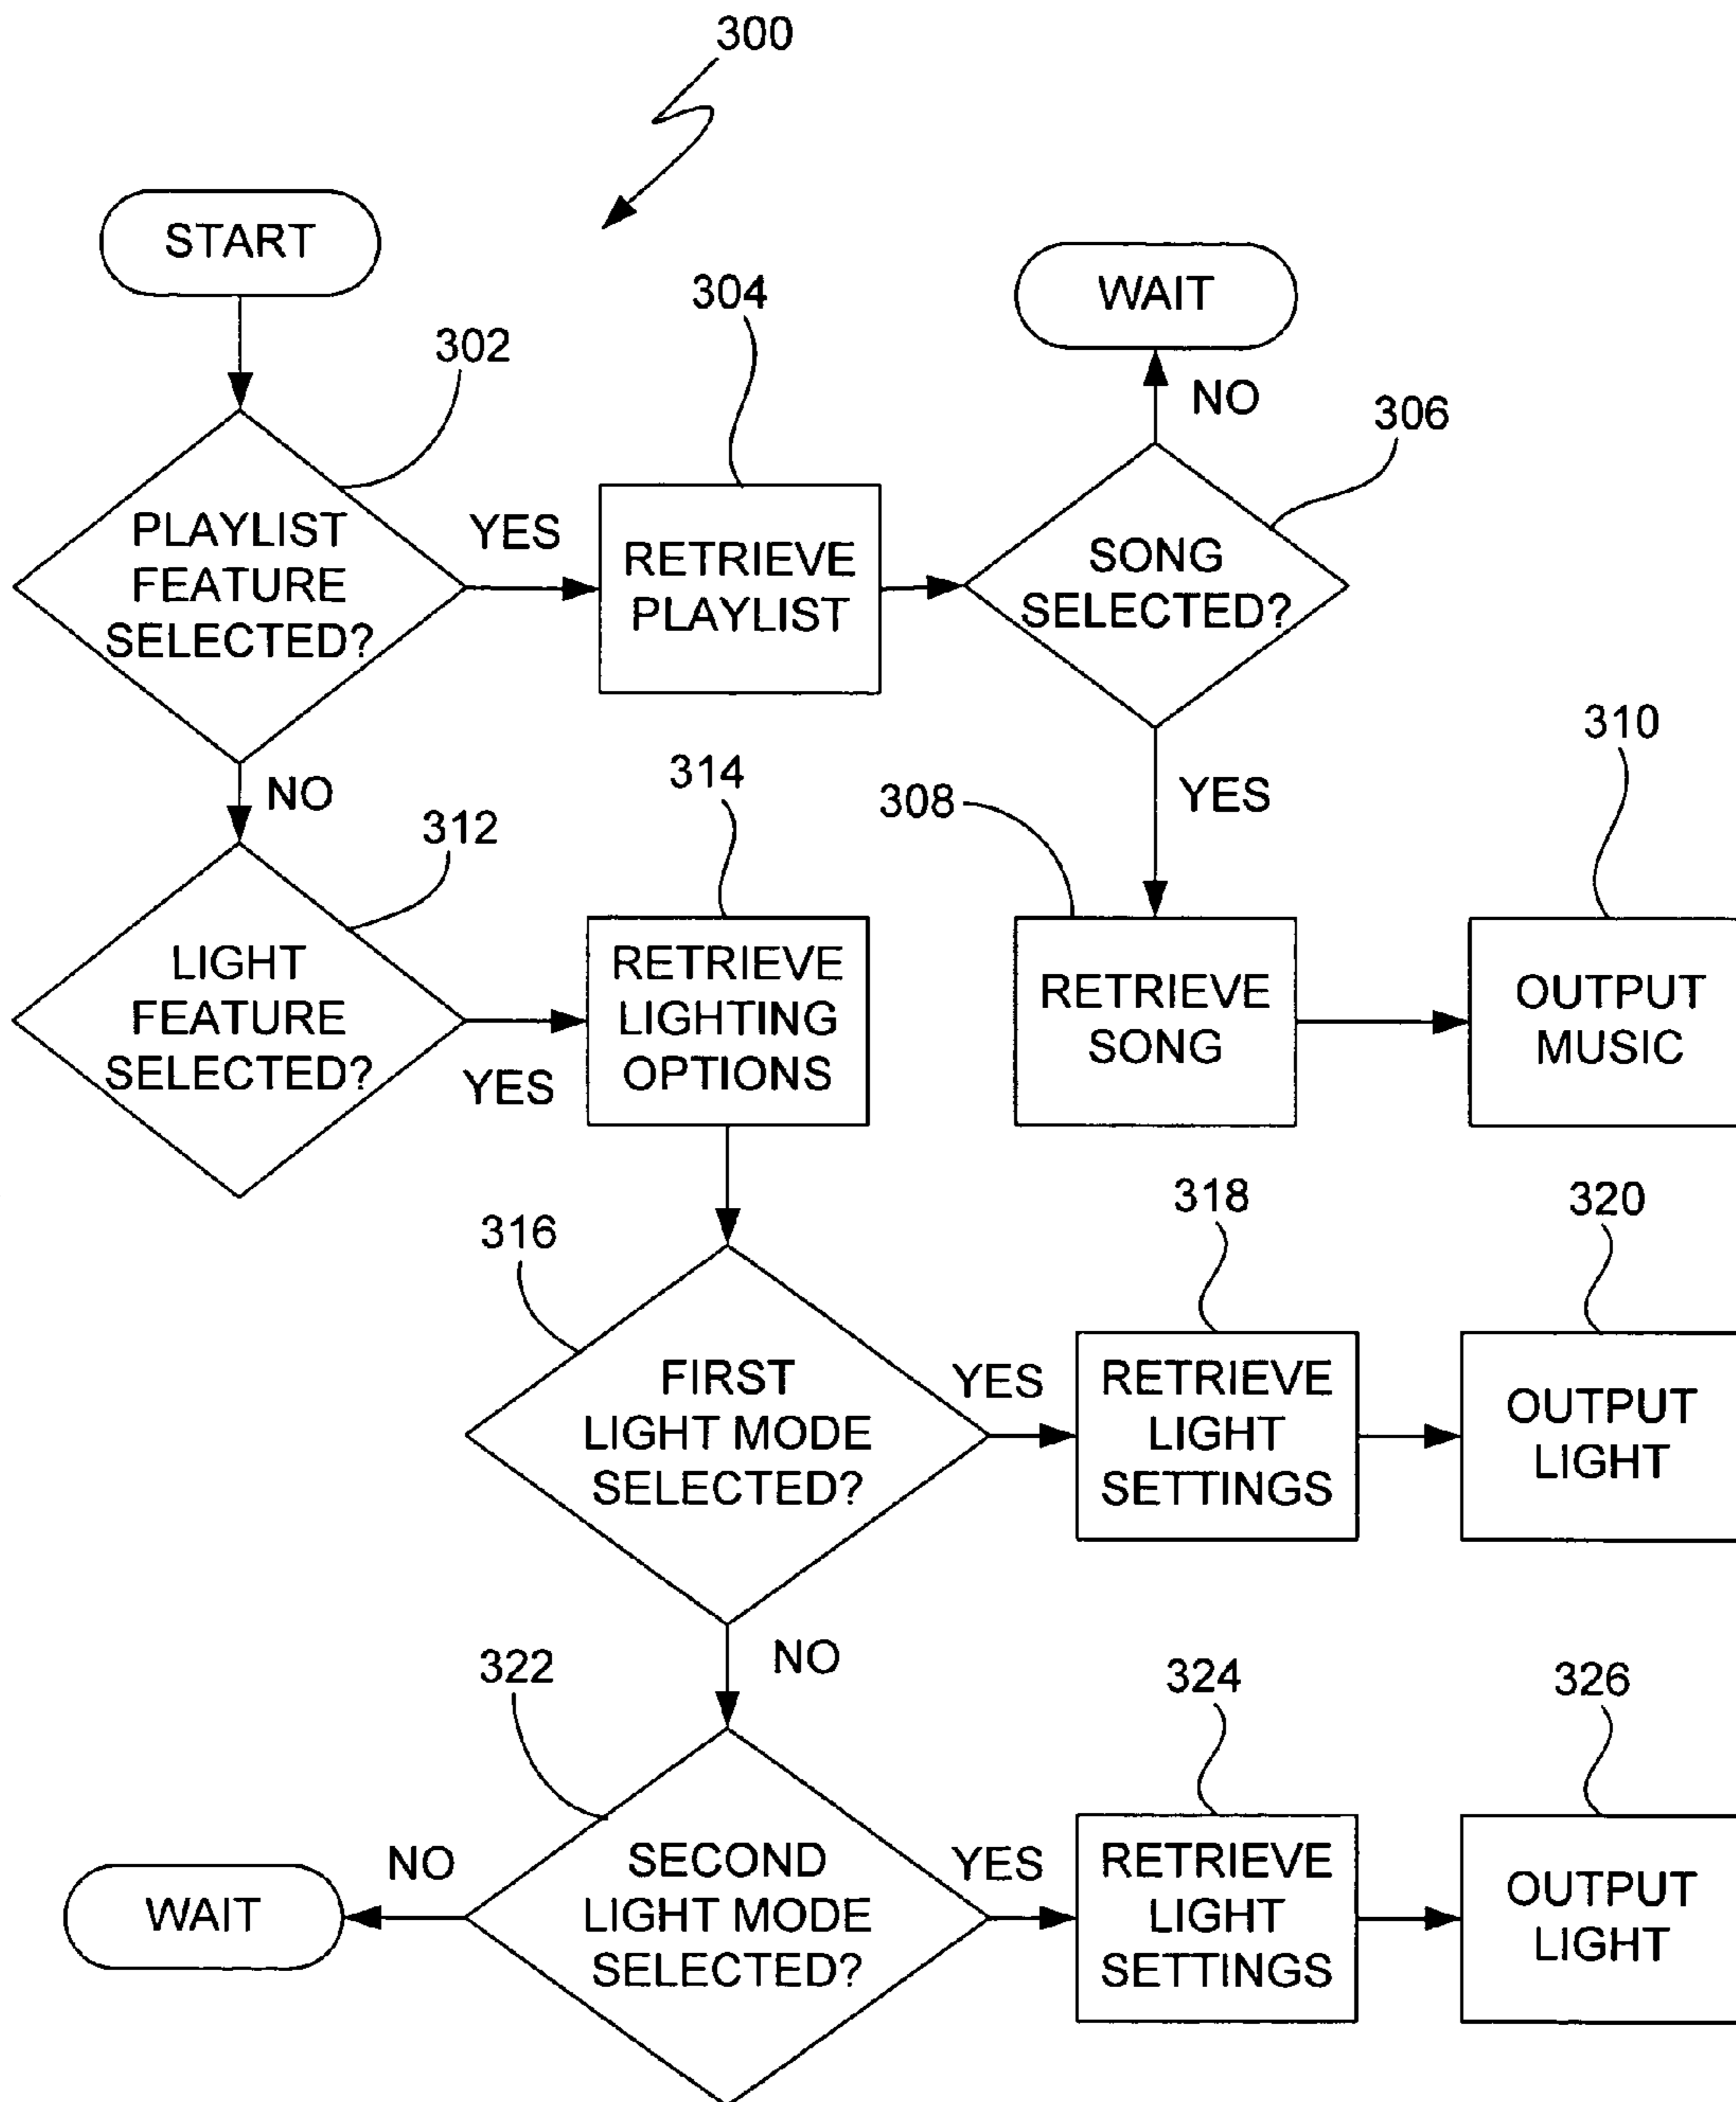 300
START
304
WAIT
302
NO
306
PLAYLIST
FEATURE
SELECTED?
YES
RETRIEVE
PLAYLIST
SONG
SELECTED?
310
314
308
YES
NO
312
LIGHT
FEATURE
SELECTED?
YES
RETRIEVE
LIGHTING
OPTIONS
RETRIEVE
SONG
OUTPUT
MUSIC
318
320
316
FIRST
LIGHT MODE
SELECTED?
YES
RETRIEVE
LIGHT
SETTINGS
OUTPUT
LIGHT
NO
322
324
326
WAIT
NO
SECOND
LIGHT MODE
SELECTED?
YES
RETRIEVE
LIGHT
SETTINGS
OUTPUT
LIGHT